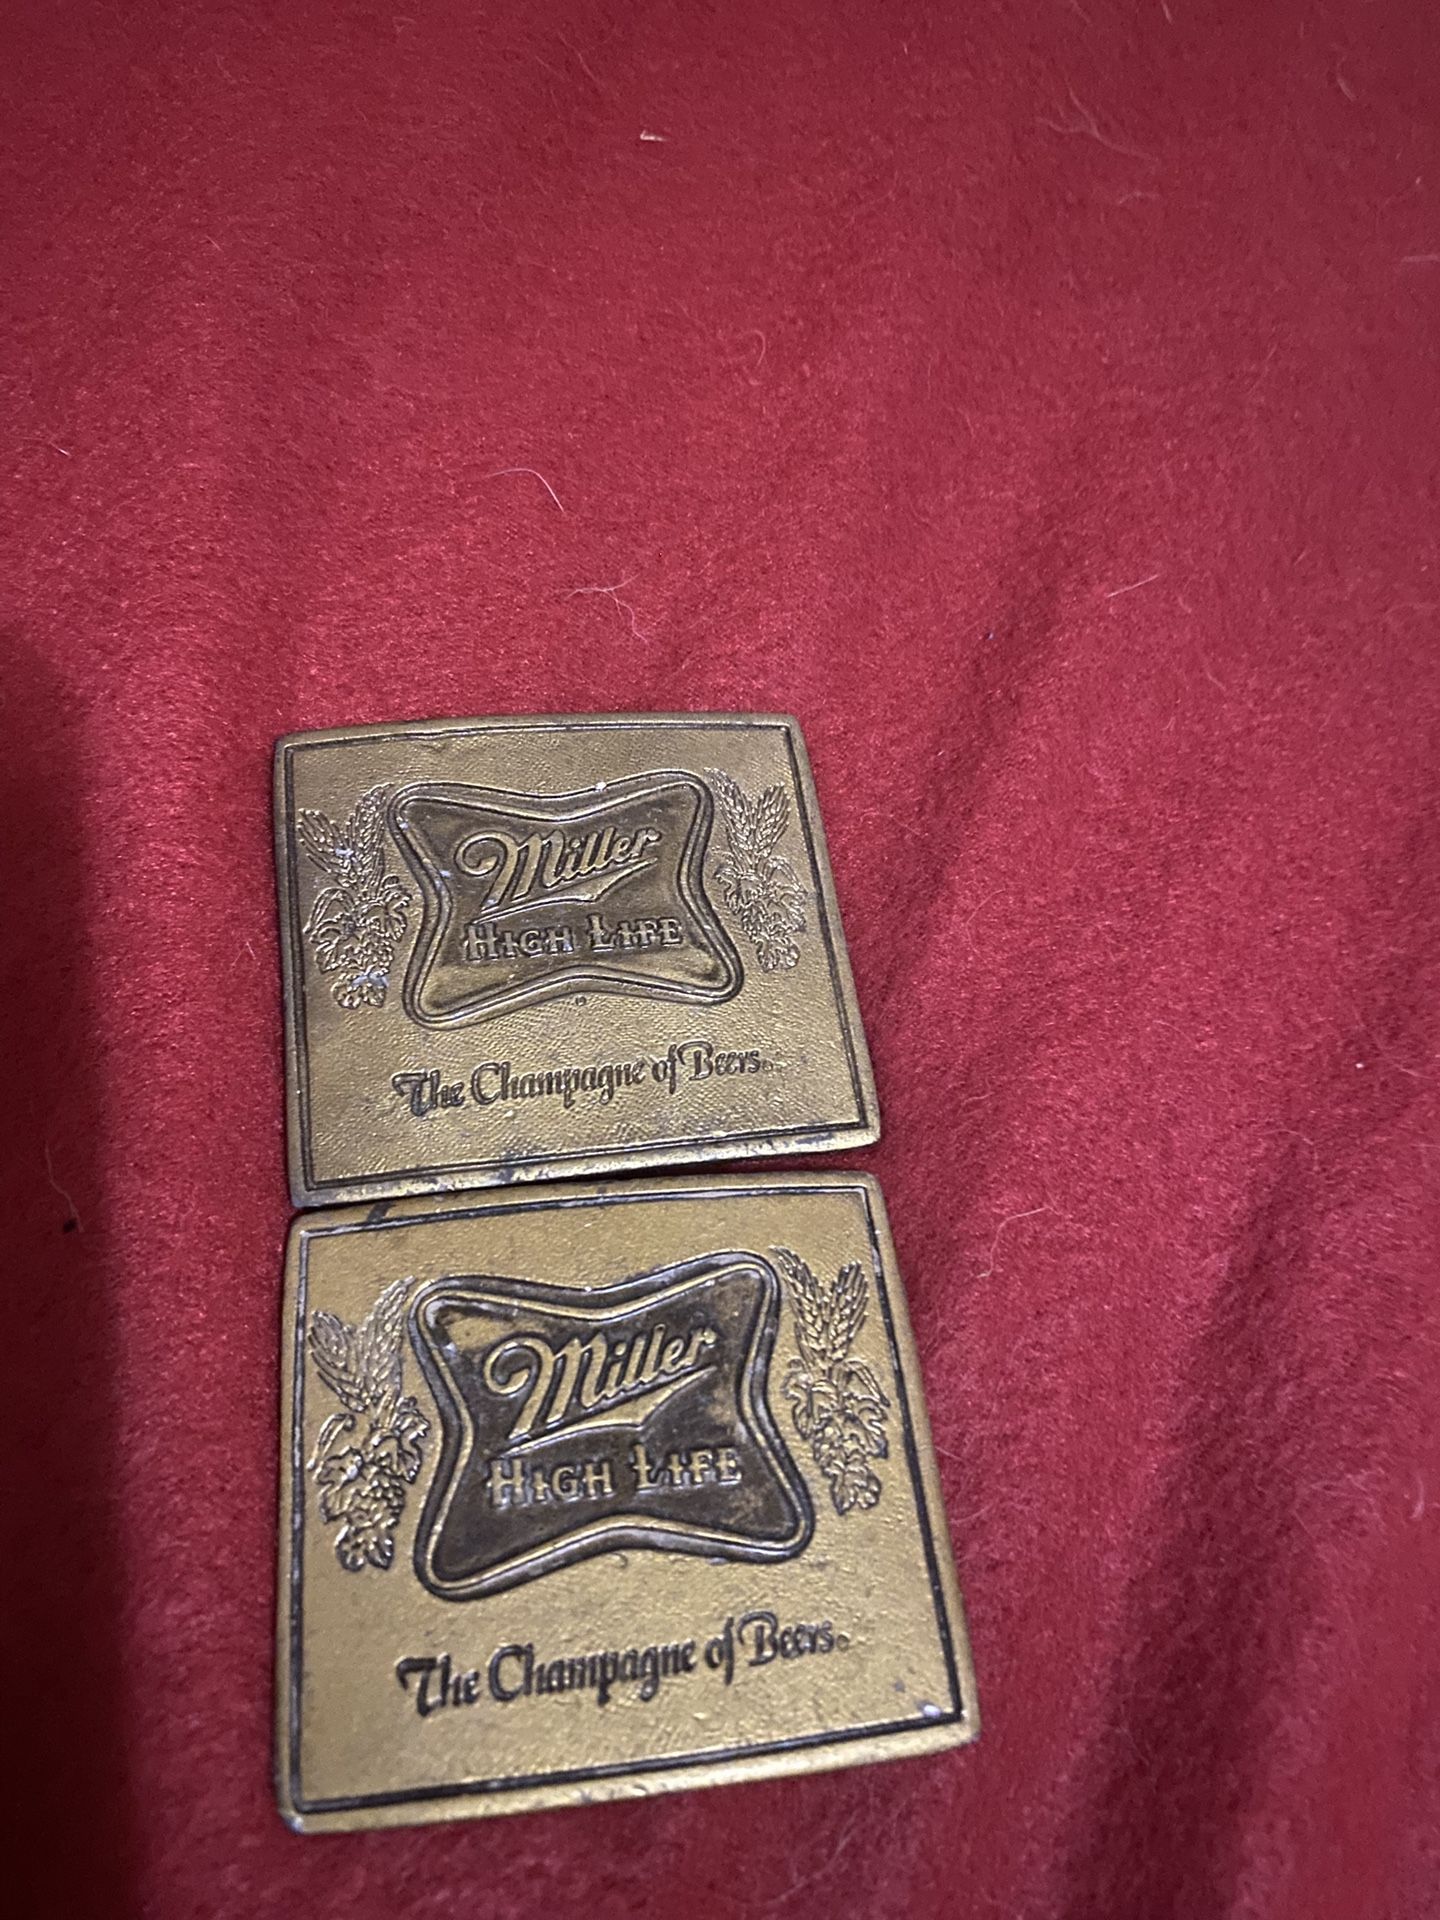 Miller
HIGH LIFE
The Champagne of Beers.
Miller
HIGH LIFE
The Champagne of Beers.